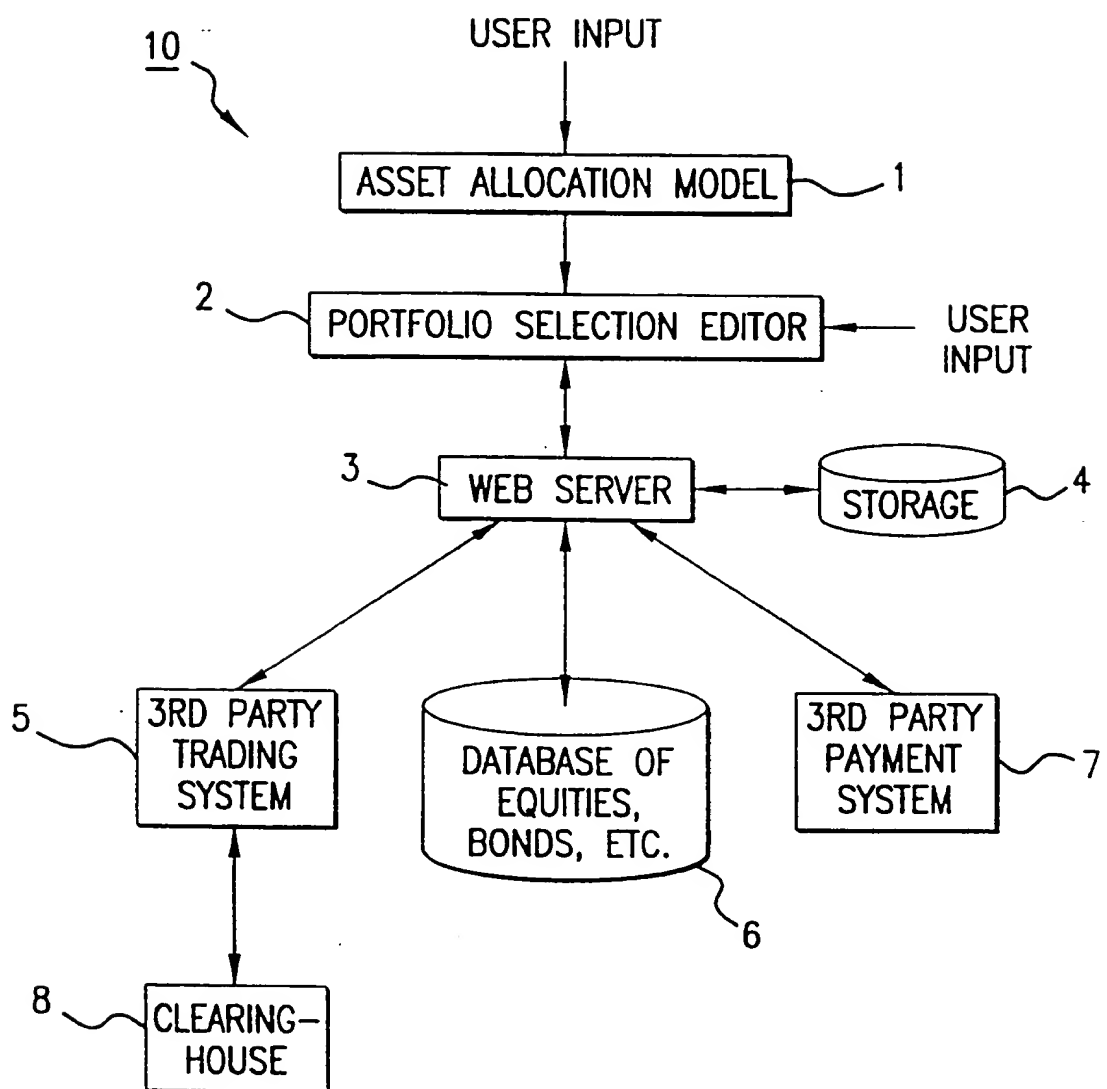 USER INPUT
10
ASSET ALLOCATION MODEL
1
2
PORTFOLIO SELECTION EDITOR
USER
INPUT
3
WEB SERVER
STORAGE
4
5
3RD PARTY
TRADING
SYSTEM
DATABASE OF
EQUITIES,
BONDS, ETC.
6
3RD PARTY
PAYMENT
SYSTEM
7
8
CLEARING-
HOUSE